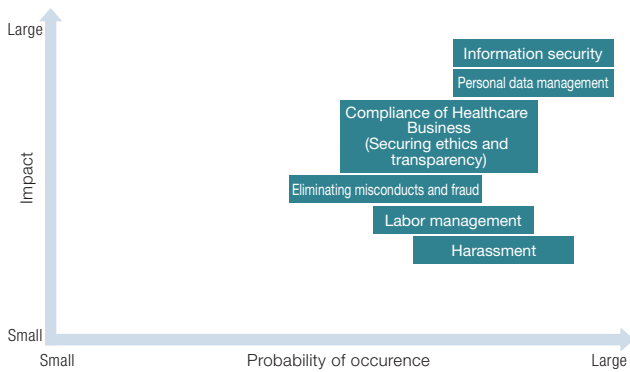 Large
Information security
Personal data management
Compliance of Healthcare
Business
(Securing ethics and
transparency)
Eliminating misconducts and fraud
Labor management
Harassment
Impact
Small
Small
Probability of occurence
Large